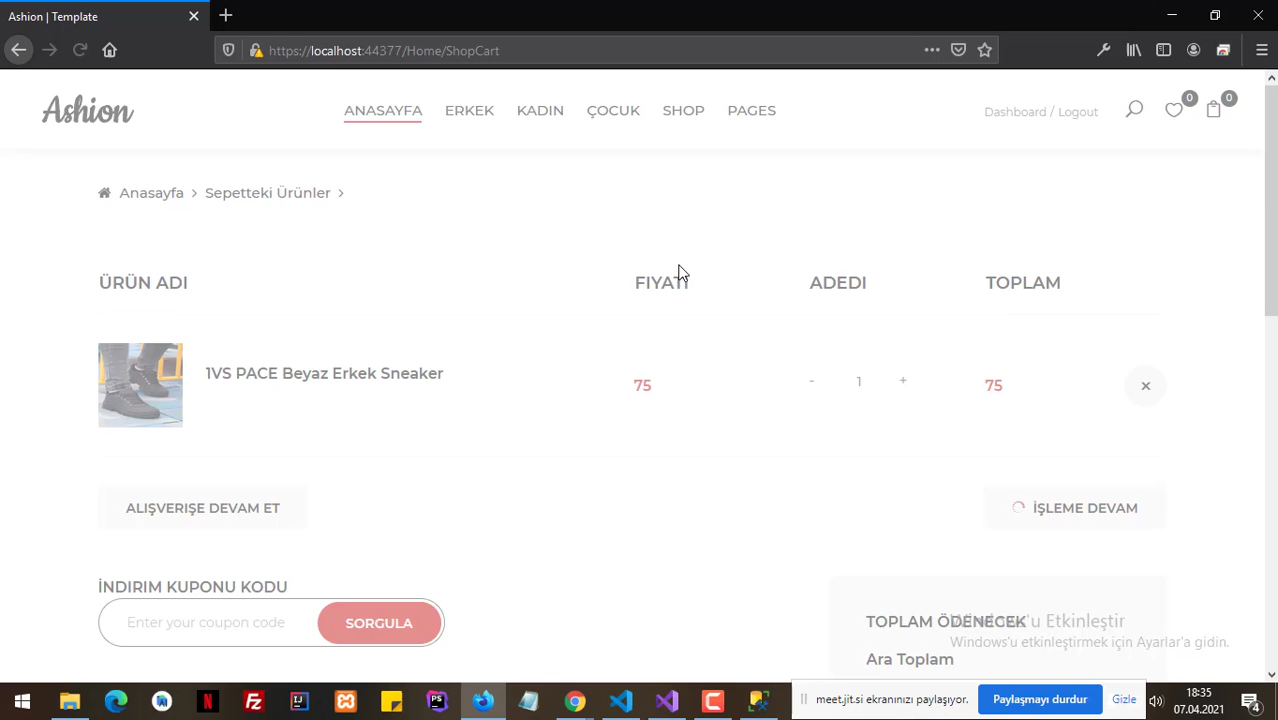 Ashion | Template
https://localhost:44377/Home/ShopCart
Ashion
ANASAYFA
ERKEK
KADIN
ÇOCUK
SHOP
PAGES
Dashboard / Logout
0
0
Anasayfa
Sepetteki Ürünler
ÜRÜN ADI
FIYATI
ADEDI
TOPLAM
1VS PACE Beyaz Erkek Sneaker
75
- 1 +
75
ALIŞVERIŞE DEVAM ET
İŞLEME DEVAM
İNDIRIM KUPONU KODU
Enter your coupon code
SORGULA
TOPLAM ÖDENECEK
Ara Toplam
Windows'u Etkinleştir
Windows'u etkinleştirmek için Ayarlar'a gidin.
meet.jit.si ekranınızı paylaşıyor.
Paylaşmayı durdur
Gizle
18:35
07.04.2021
4